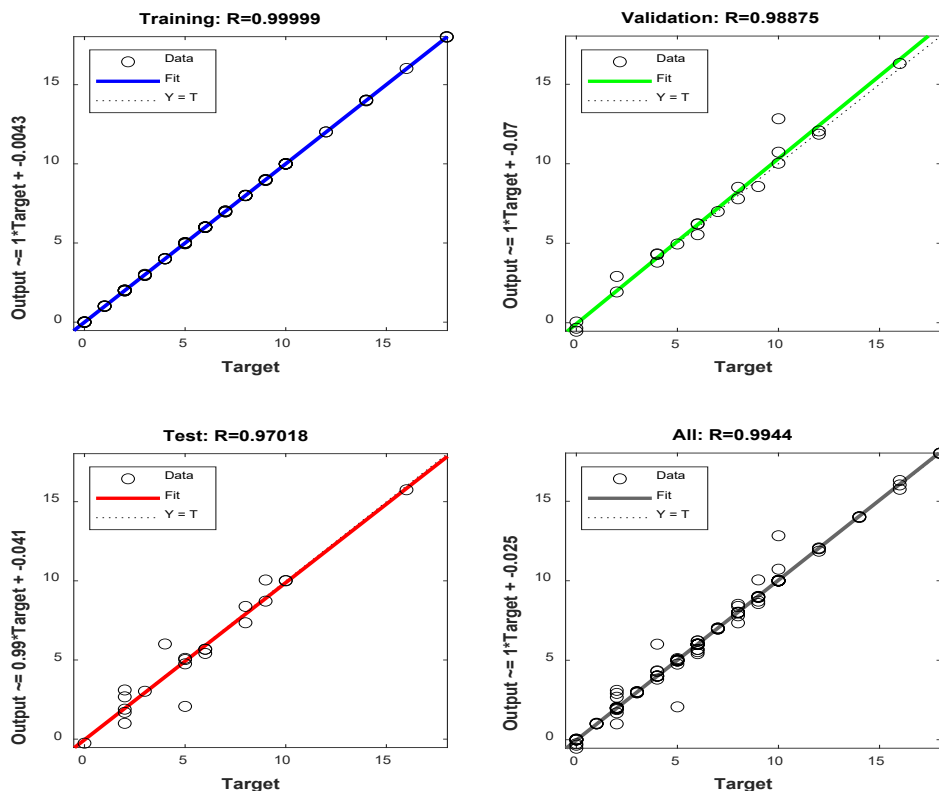 Training: R=0.99999
Output ~= 1*Target + -0.0043
Data
Fit
Y = T
15
10
5
0
0
5
10
15
Target
Validation: R=0.98875
Output ~= 1*Target + -0.07
Data
Fit
Y = T
15
10
5
0
0
5
10
15
Target
Test: R=0.97018
Output ~= 0.99*Target + -0.041
Data
Fit
Y = T
15
10
5
0
0
5
10
15
Target
All: R=0.9944
Output ~= 1*Target + -0.025
Data
Fit
Y = T
15
10
5
0
0
5
10
15
Target